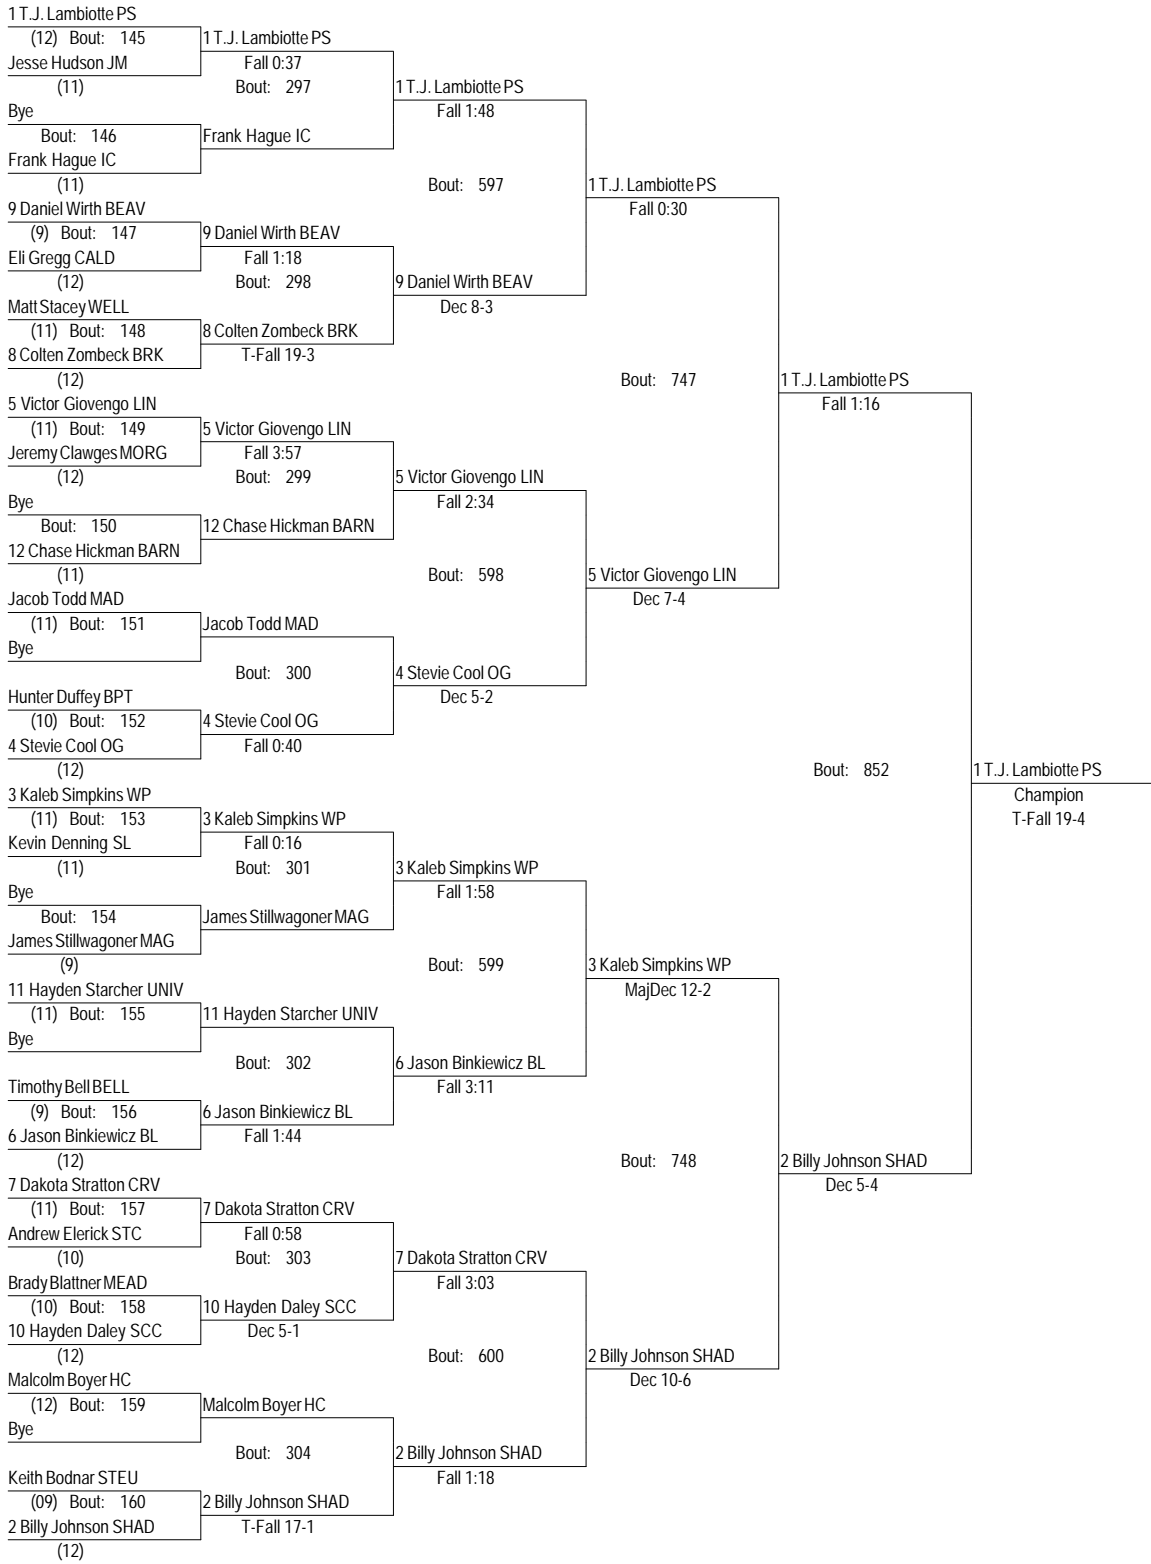 1 T.J. Lambiotte PS
(12) Bout: 145
Jesse Hudson JM
(11)
Bye
Bout: 146
Frank Hague IC
(11)
9 Daniel Wirth BEAV
(9) Bout: 147
Eli Gregg CALD
(12)
Matt Stacey WELL
(11) Bout: 148
8 Colten Zombeck BRK
(12)
5 Victor Giovengo LIN
(11) Bout: 149
Jeremy Clawges MORG
(12)
Bye
Bout: 150
12 Chase Hickman BARN
(11)
Jacob Todd MAD
(11) Bout: 151
Bye
Hunter Duffey BPT
(10) Bout: 152
4 Stevie Cool OG
(12)
3 Kaleb Simpkins WP
(11) Bout: 153
Kevin Denning SL
(11)
Bye
Bout: 154
James Stillwagoner MAG
(9)
11 Hayden Starcher UNIV
(11) Bout: 155
Bye
Timothy Bell BELL
(9) Bout: 156
6 Jason Binkiewicz BL
(12)
7 Dakota Stratton CRV
(11) Bout: 157
Andrew Elerick STC
(10)
Brady Blattner MEAD
(10) Bout: 158
10 Hayden Daley SCC
(12)
Malcolm Boyer HC
(12) Bout: 159
Bye
Keith Bodnar STEU
(09) Bout: 160
2 Billy Johnson SHAD
(12)
1 T.J. Lambiotte PS
Fall 0:37
Bout: 297
Frank Hague IC
9 Daniel Wirth BEAV
Fall 1:18
Bout: 298
8 Colten Zombeck BRK
T-Fall 19-3
5 Victor Giovengo LIN
Fall 3:57
Bout: 299
12 Chase Hickman BARN
Jacob Todd MAD
Bout: 300
4 Stevie Cool OG
Fall 0:40
3 Kaleb Simpkins WP
Fall 0:16
Bout: 301
James Stillwagoner MAG
11 Hayden Starcher UNIV
Bout: 302
6 Jason Binkiewicz BL
Fall 1:44
7 Dakota Stratton CRV
Fall 0:58
Bout: 303
10 Hayden Daley SCC
Dec 5-1
Malcolm Boyer HC
Bout: 304
2 Billy Johnson SHAD
T-Fall 17-1
1 T.J. Lambiotte PS
Fall 1:48
Bout: 597
9 Daniel Wirth BEAV
Dec 8-3
5 Victor Giovengo LIN
Fall 2:34
Bout: 598
4 Stevie Cool OG
Dec 5-2
3 Kaleb Simpkins WP
Fall 1:58
Bout: 599
6 Jason Binkiewicz BL
Fall 3:11
7 Dakota Stratton CRV
Fall 3:03
Bout: 600
2 Billy Johnson SHAD
Fall 1:18
1 T.J. Lambiotte PS
Fall 0:30
Bout: 747
5 Victor Giovengo LIN
Dec 7-4
3 Kaleb Simpkins WP
MajDec 12-2
Bout: 748
2 Billy Johnson SHAD
Dec 10-6
1 T.J. Lambiotte PS
Fall 1:16
Bout: 852
2 Billy Johnson SHAD
Dec 5-4
1 T.J. Lambiotte PS
Champion
T-Fall 19-4